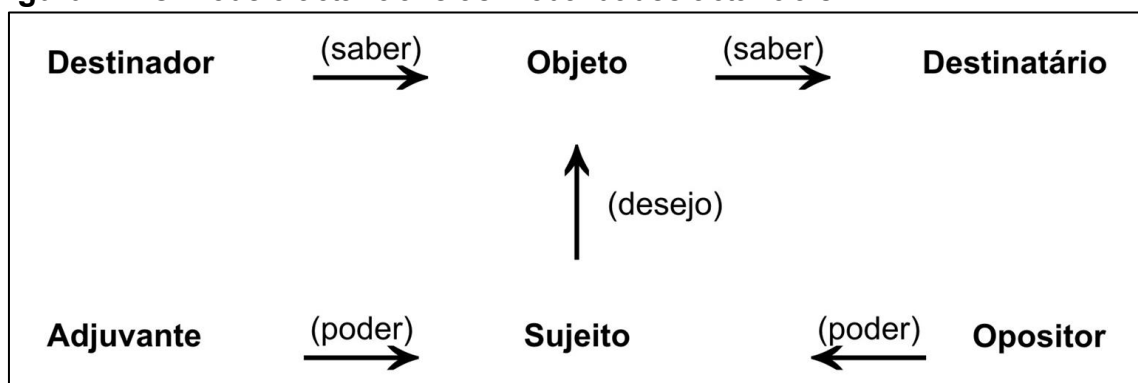 Destinador (saber) Objeto (saber) Destinatário
(desejo)
Adjuvante (poder) Sujeito (poder) Opositor